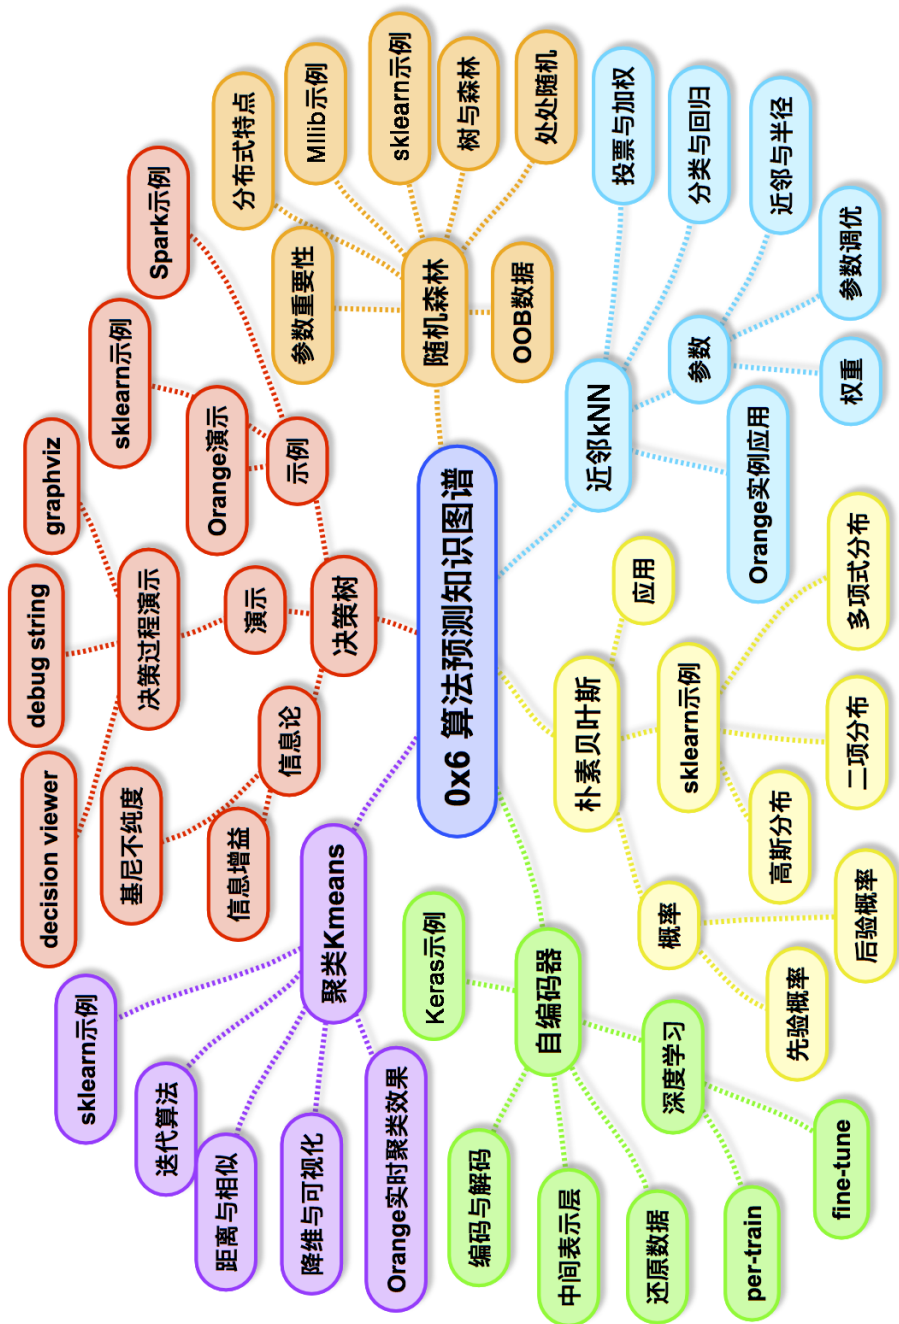 0x6 算法预测知识图谱
随机森林
参数重要性
分布式特点
Mllib示例
sklearn示例
树与森林
处处随机
OOB数据
近邻kNN
投票与加权
分类与回归
参数
近邻与半径
参数调优
权重
Orange实例应用
朴素贝叶斯
应用
sklearn示例
多项式分布
二项分布
高斯分布
概率
后验概率
先验概率
自编码器
Keras示例
编码与解码
中间表示层
还原数据
深度学习
per-train
fine-tune
聚类Kmeans
sklearn示例
迭代算法
距离与相似
降维与可视化
Orange实时聚类效果
决策树
信息论
信息增益
基尼不纯度
演示
决策过程演示
decision viewer
debug string
graphviz
示例
Orange演示
sklearn示例
Spark示例